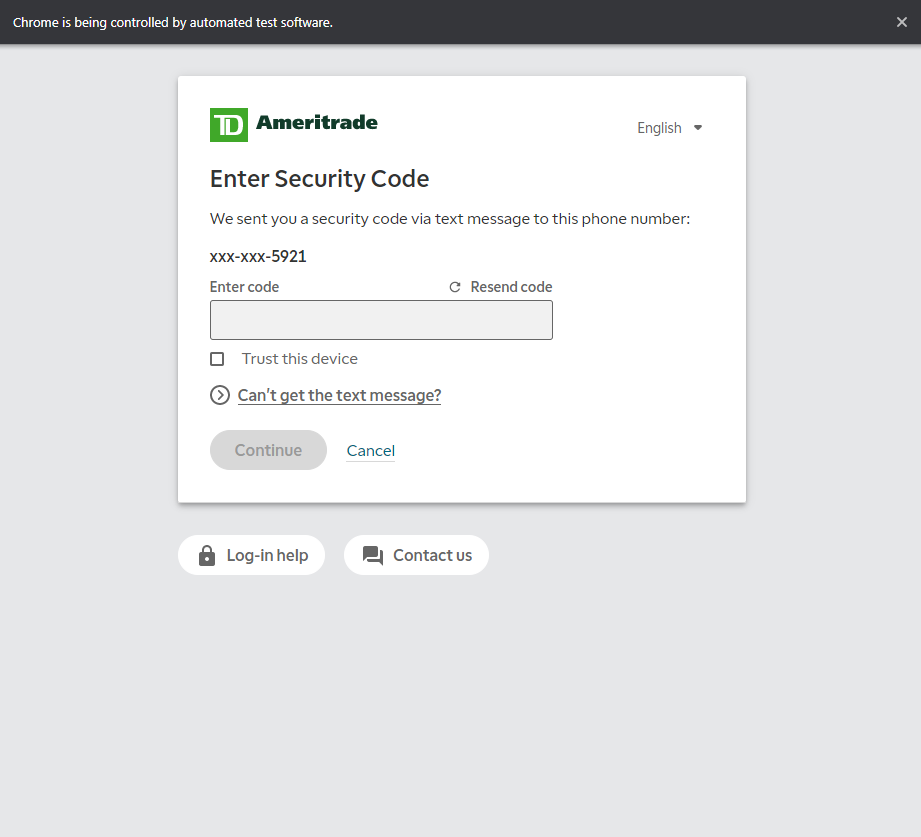 Chrome is being controlled by automated test software.
TD Ameritrade
English
Enter Security Code
We sent you a security code via text message to this phone number:
xxx-xxx-5921
Enter code
Resend code
Trust this device
Can't get the text message?
Continue
Cancel
Log-in help
Contact us